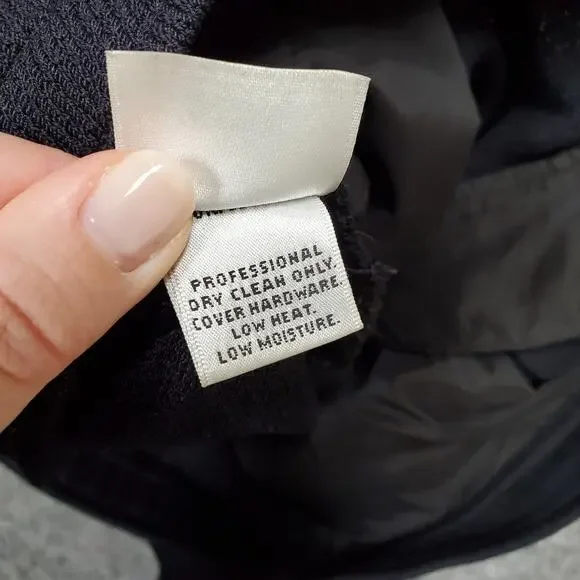 PROFESSIONAL
DRY CLEAN ONLY.
COVER HARDWARE.
LOW HEAT.
LOW MOISTURE.